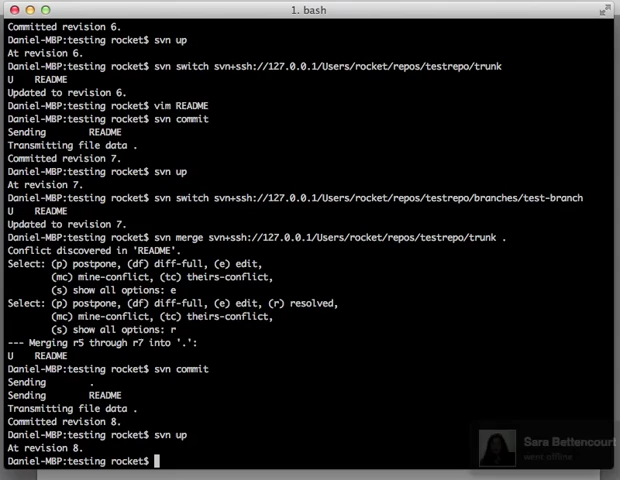 1. bash
Committed revision 6.
Daniel-MBP:testing rocket$ svn up
At revision 6.
Daniel-MBP:testing rocket$ svn switch svn+ssh://127.0.0.1/Users/rocket/repos/testrepo/trunk
U    README
Updated to revision 6.
Daniel-MBP:testing rocket$ vim README
Daniel-MBP:testing rocket$ svn commit
Sending        README
Transmitting file data .
Committed revision 7.
Daniel-MBP:testing rocket$ svn up
At revision 7.
Daniel-MBP:testing rocket$ svn switch svn+ssh://127.0.0.1/Users/rocket/repos/testrepo/branches/test-branch
U    README
Updated to revision 7.
Daniel-MBP:testing rocket$ svn merge svn+ssh://127.0.0.1/Users/rocket/repos/testrepo/trunk .
Conflict discovered in 'README'.
Select: (p) postpone, (df) diff-full, (e) edit,
        (mc) mine-conflict, (tc) theirs-conflict,
        (s) show all options: e
Select: (p) postpone, (df) diff-full, (e) edit, (r) resolved,
        (mc) mine-conflict, (tc) theirs-conflict,
        (s) show all options: r
--- Merging r5 through r7 into '.':
U    README
Daniel-MBP:testing rocket$ svn commit
Sending        .
Sending        README
Transmitting file data .
Committed revision 8.
Daniel-MBP:testing rocket$ svn up
At revision 8.
Daniel-MBP:testing rocket$
Sara Bettencourt
went offline